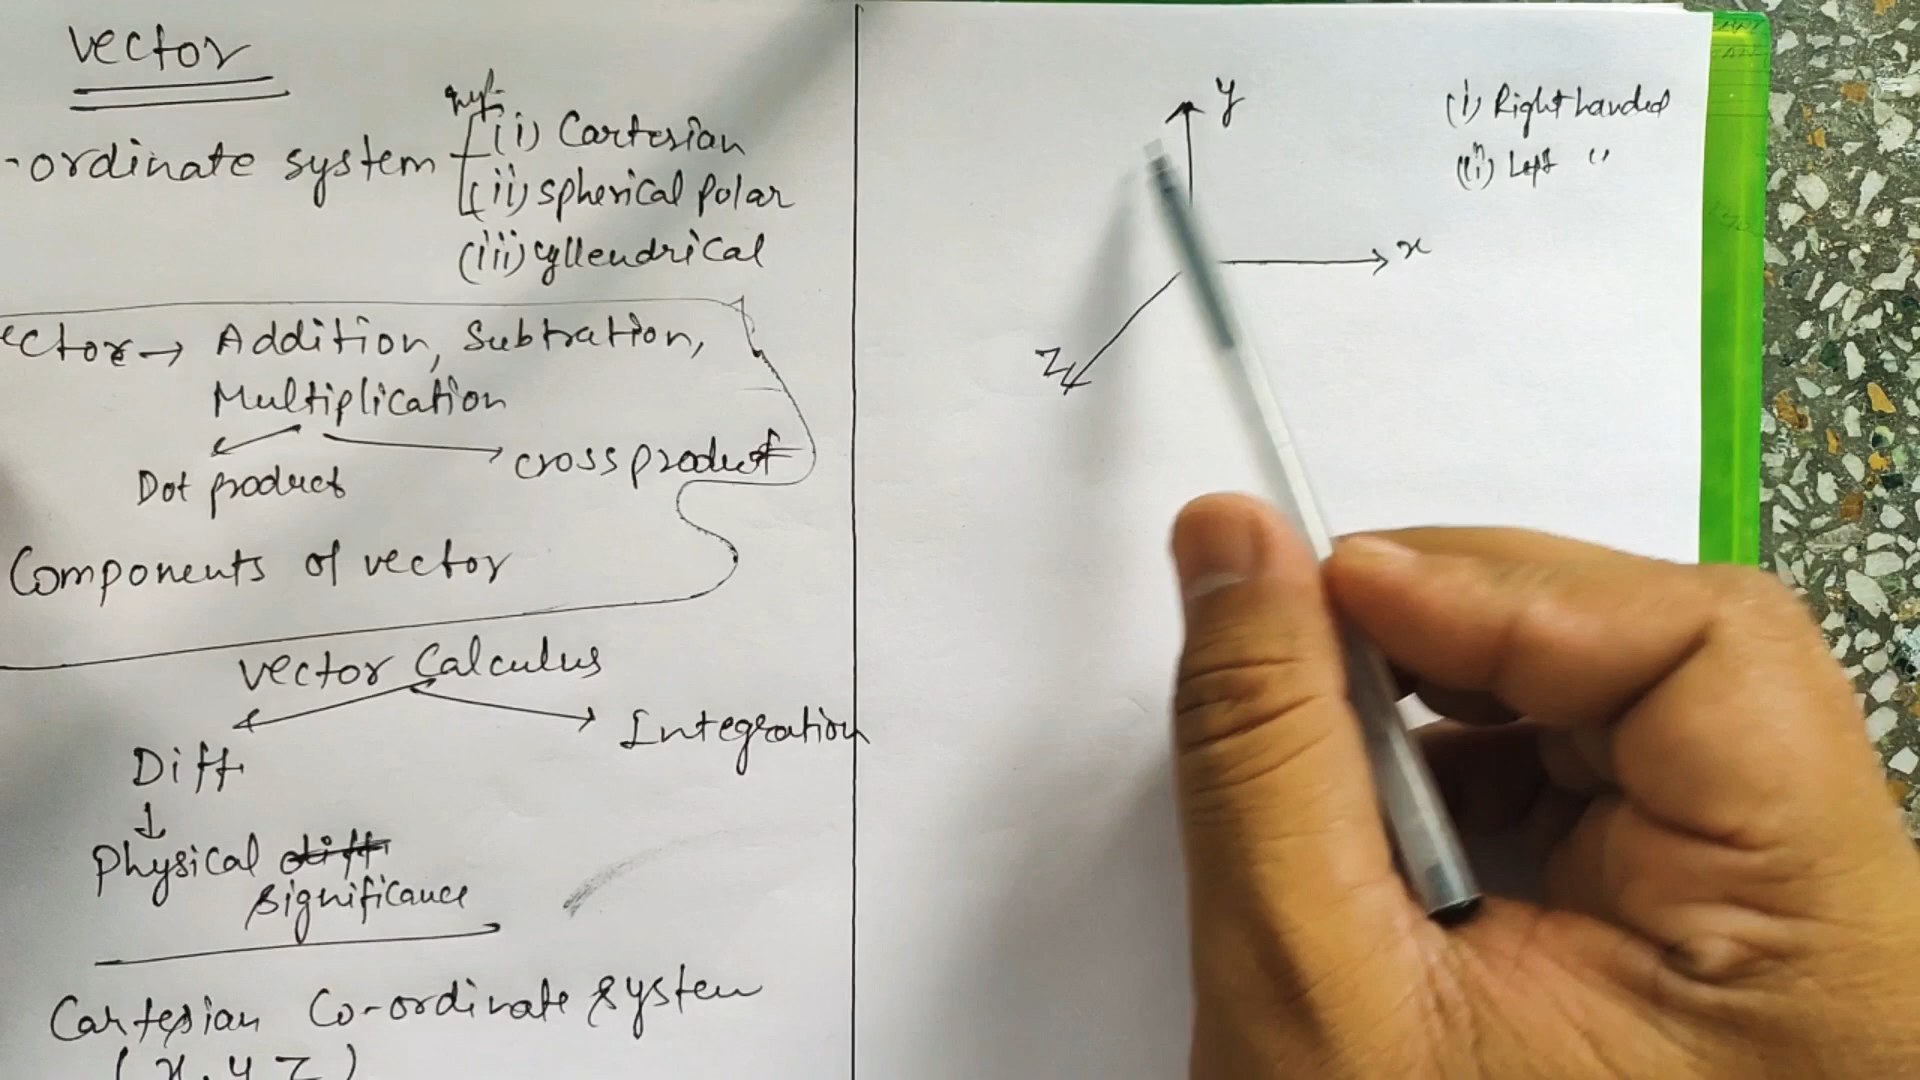 vector
-ordinate system
(i) Cartesian
(ii) spherical polar
(iii) cyllendrical
ector → Addition, Subtration,
Multiplication
Dot product
cross product
Components of vector
vector Calculus
Diff
Integration
Physical diff
significance
Cartesian Co-ordinate system
(x, y z)
y
x
z
(i) Right handed
(ii) Left "